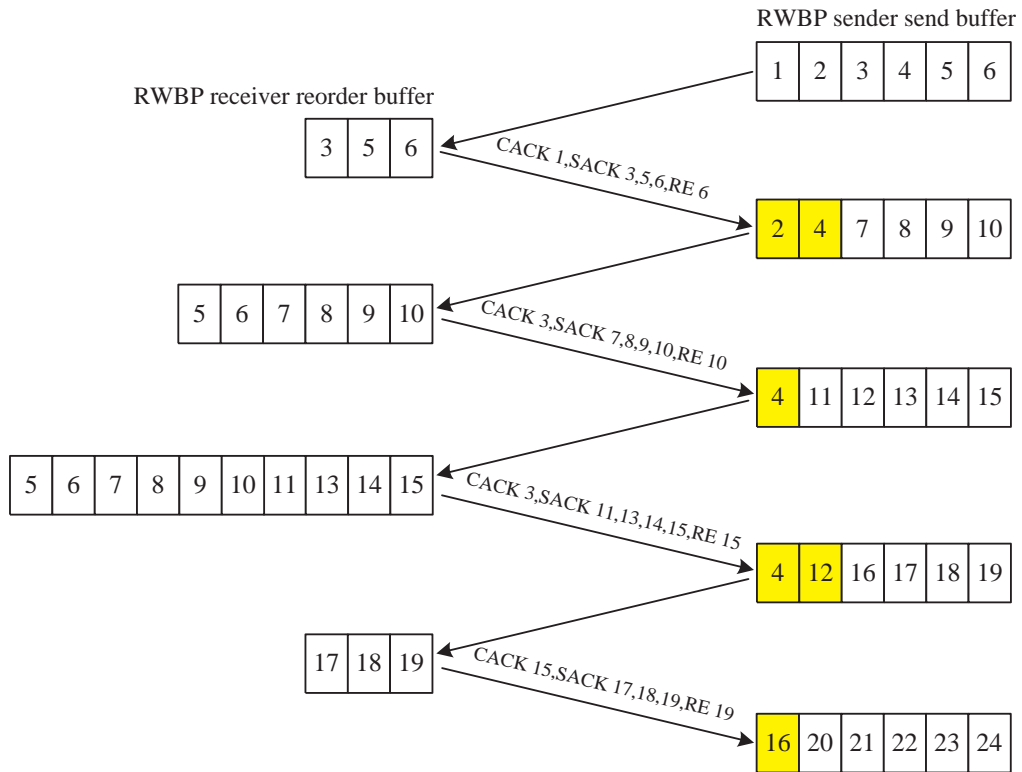 RWBP sender send buffer
1 2 3 4 5 6
RWBP receiver reorder buffer
3 5 6
CACK 1,SACK 3,5,6,RE 6
2 4 7 8 9 10
5 6 7 8 9 10
CACK 3,SACK 7,8,9,10,RE 10
4 11 12 13 14 15
5 6 7 8 9 10 11 13 14 15
CACK 3,SACK 11,13,14,15,RE 15
4 12 16 17 18 19
17 18 19
CACK 15,SACK 17,18,19,RE 19
16 20 21 22 23 24